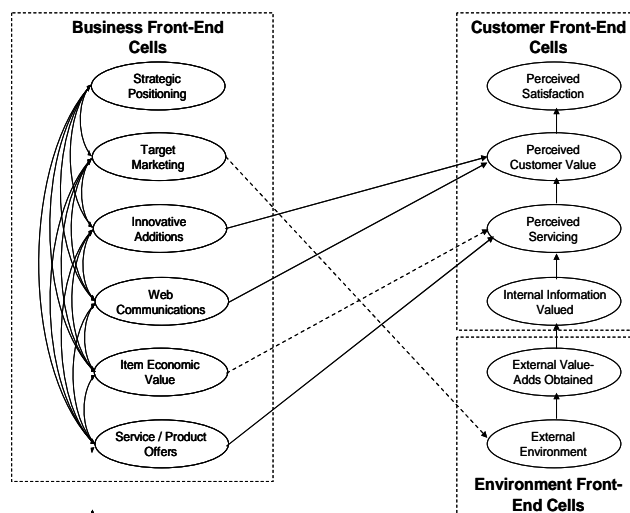 Business Front-End
Cells
Strategic
Positioning
Target
Marketing
Innovative
Additions
Web
Communications
Item Economic
Value
Service / Product
Offers
Customer Front-End
Cells
Perceived
Satisfaction
Perceived
Customer Value
Perceived
Servicing
Internal Information
Valued
External Value-
Adds Obtained
External
Environment
Environment Front-
End Cells